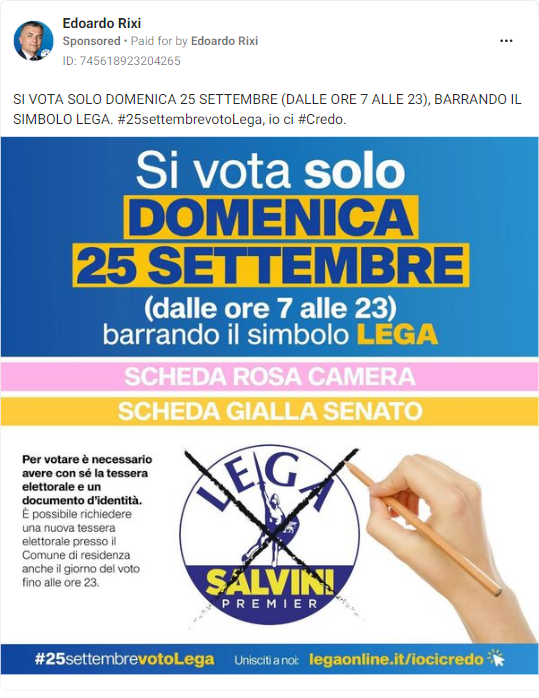 Edoardo Rixi
Sponsored • Paid for by Edoardo Rixi
ID: 745618923204265
SI VOTA SOLO DOMENICA 25 SETTEMBRE (DALLE ORE 7 ALLE 23), BARRANDO IL
SIMBOLO LEGA. #25settembrevotoLega, io ci #Credo.
Si vota solo
DOMENICA
25 SETTEMBRE
(dalle ore 7 alle 23)
barrando il simbolo LEGA
SCHEDA ROSA CAMERA
SCHEDA GIALLA SENATO
Per votare è necessario
avere con sé la tessera
elettorale e un
documento d'identità.
È possibile richiedere
una nuova tessera
elettorale presso il
Comune di residenza
anche il giorno del voto
fino alle ore 23.
LEGA
SALVINI
PREMIER
#25settembrevotoLega Unisciti a noi: legaonline.it/iocicredo